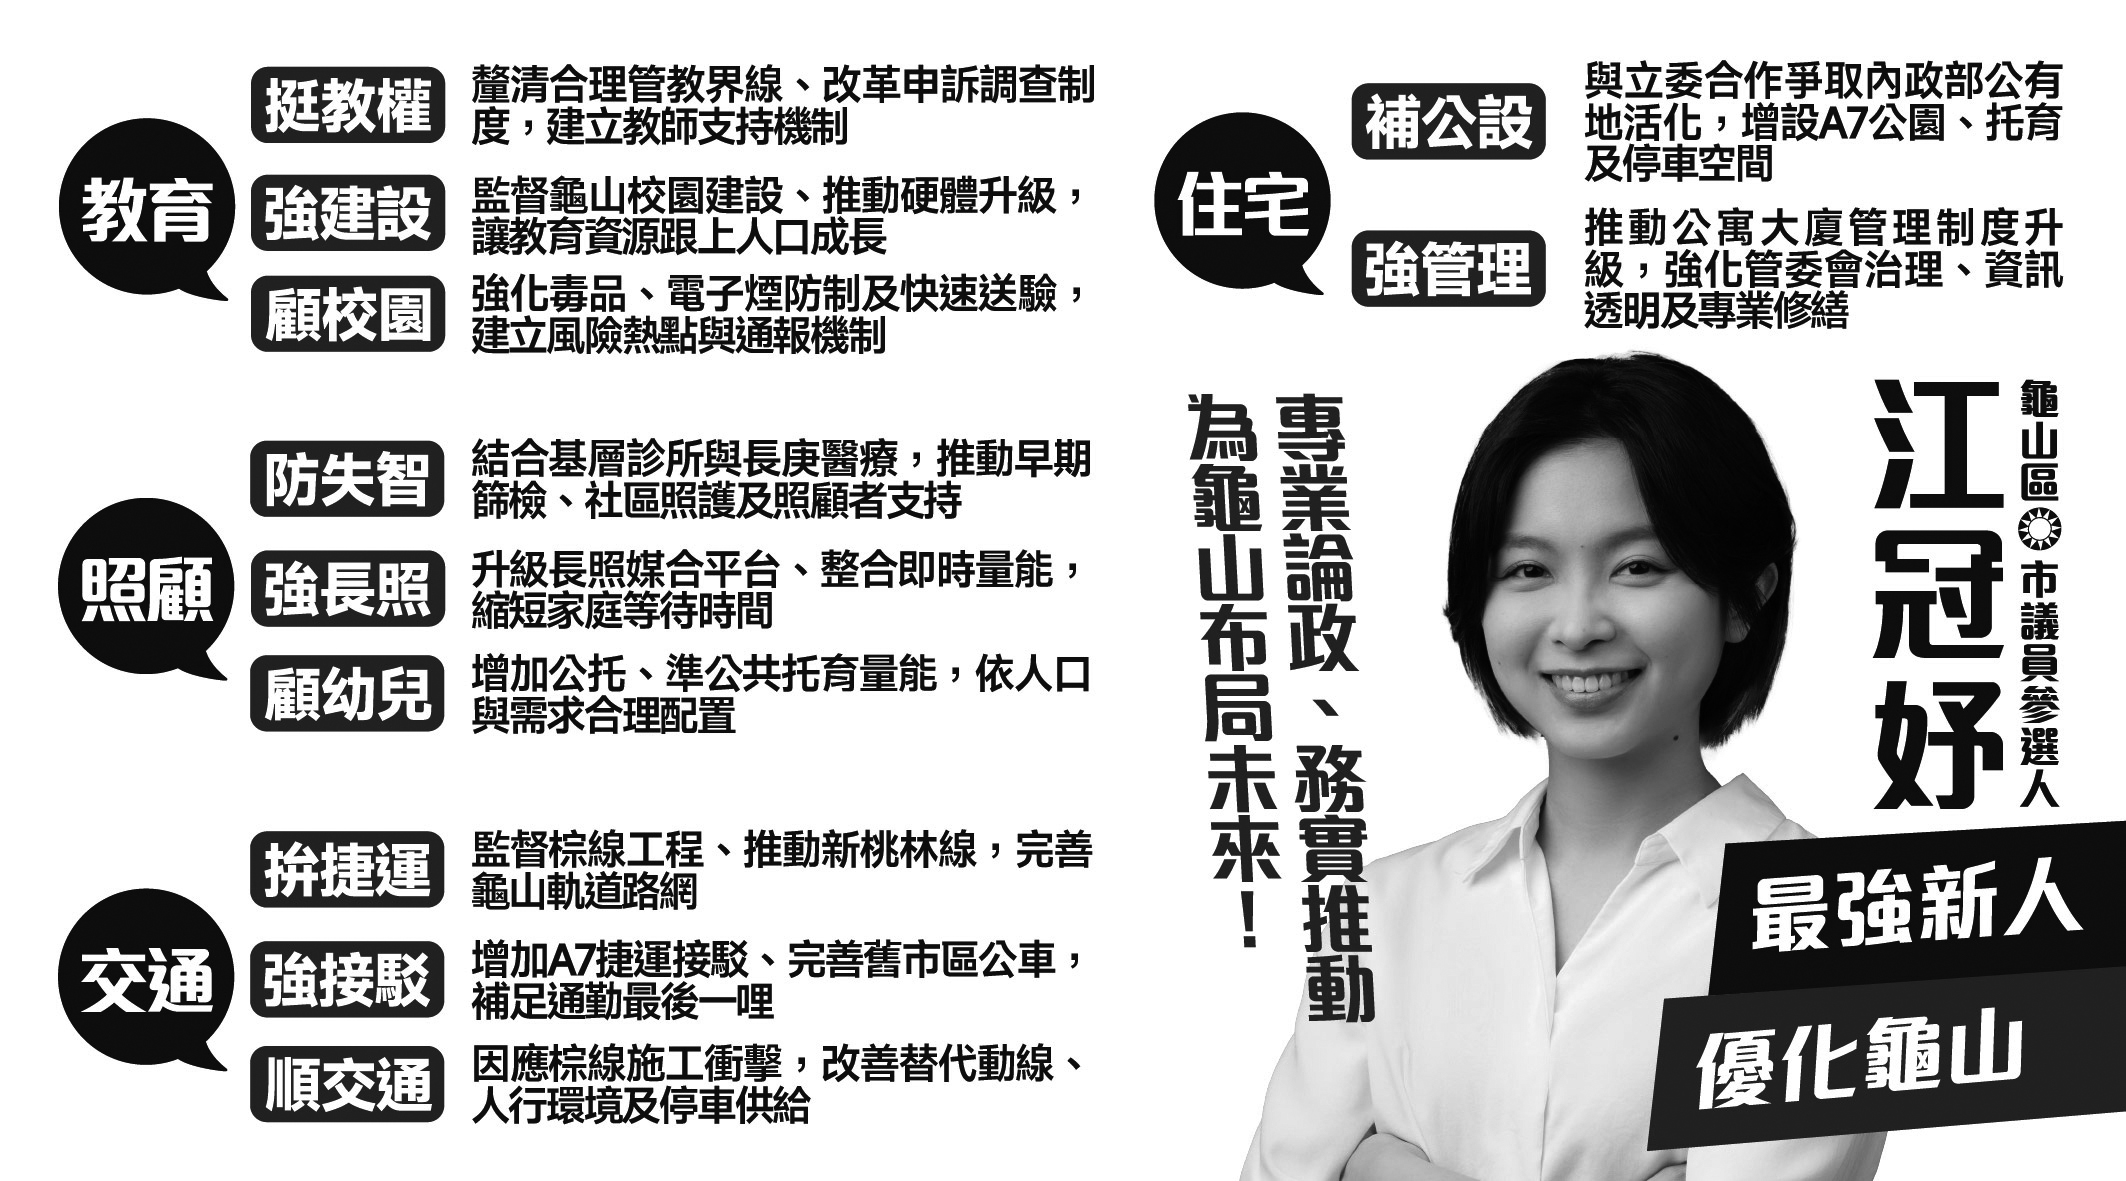 教育
挺教權
釐清合理管教界線、改革申訴調查制
度，建立教師支持機制
強建設
監督龜山校園建設、推動硬體升級，
讓教育資源跟上人口成長
顧校園
強化毒品、電子煙防制及快速送驗，
建立風險熱點與通報機制
照顧
防失智
結合基層診所與長庚醫療，推動早期
篩檢、社區照護及照顧者支持
強長照
升級長照媒合平台、整合即時量能，
縮短家庭等待時間
顧幼兒
增加公托、準公共托育量能，依人口
與需求合理配置
交通
拚捷運
監督棕線工程、推動新桃林線，完善
龜山軌道路網
強接駁
增加A7捷運接駁、完善舊市區公車，
補足通勤最後一哩
順交通
因應棕線施工衝擊，改善替代動線、
人行環境及停車供給
住宅
補公設
與立委合作爭取內政部公有
地活化，增設A7公園、托育
及停車空間
強管理
推動公寓大廈管理制度升
級，強化管委會治理、資訊
透明及專業修繕
專業論政、務實推動
為龜山布局未來！
龜山區市議員參選人
江冠妤
最強新人
優化龜山